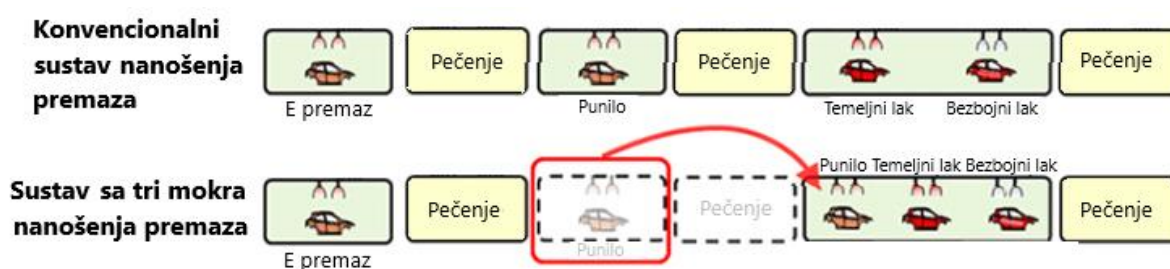 Konvencionalni
sustav nanošenja
premaza
E premaz
Pečenje
Punilo
Pečenje
Temeljni lak
Bezbojni lak
Pečenje
Sustav sa tri mokra
nanošenja premaza
E premaz
Pečenje
Punilo
Pečenje
Punilo Temeljni lak Bezbojni lak
Pečenje